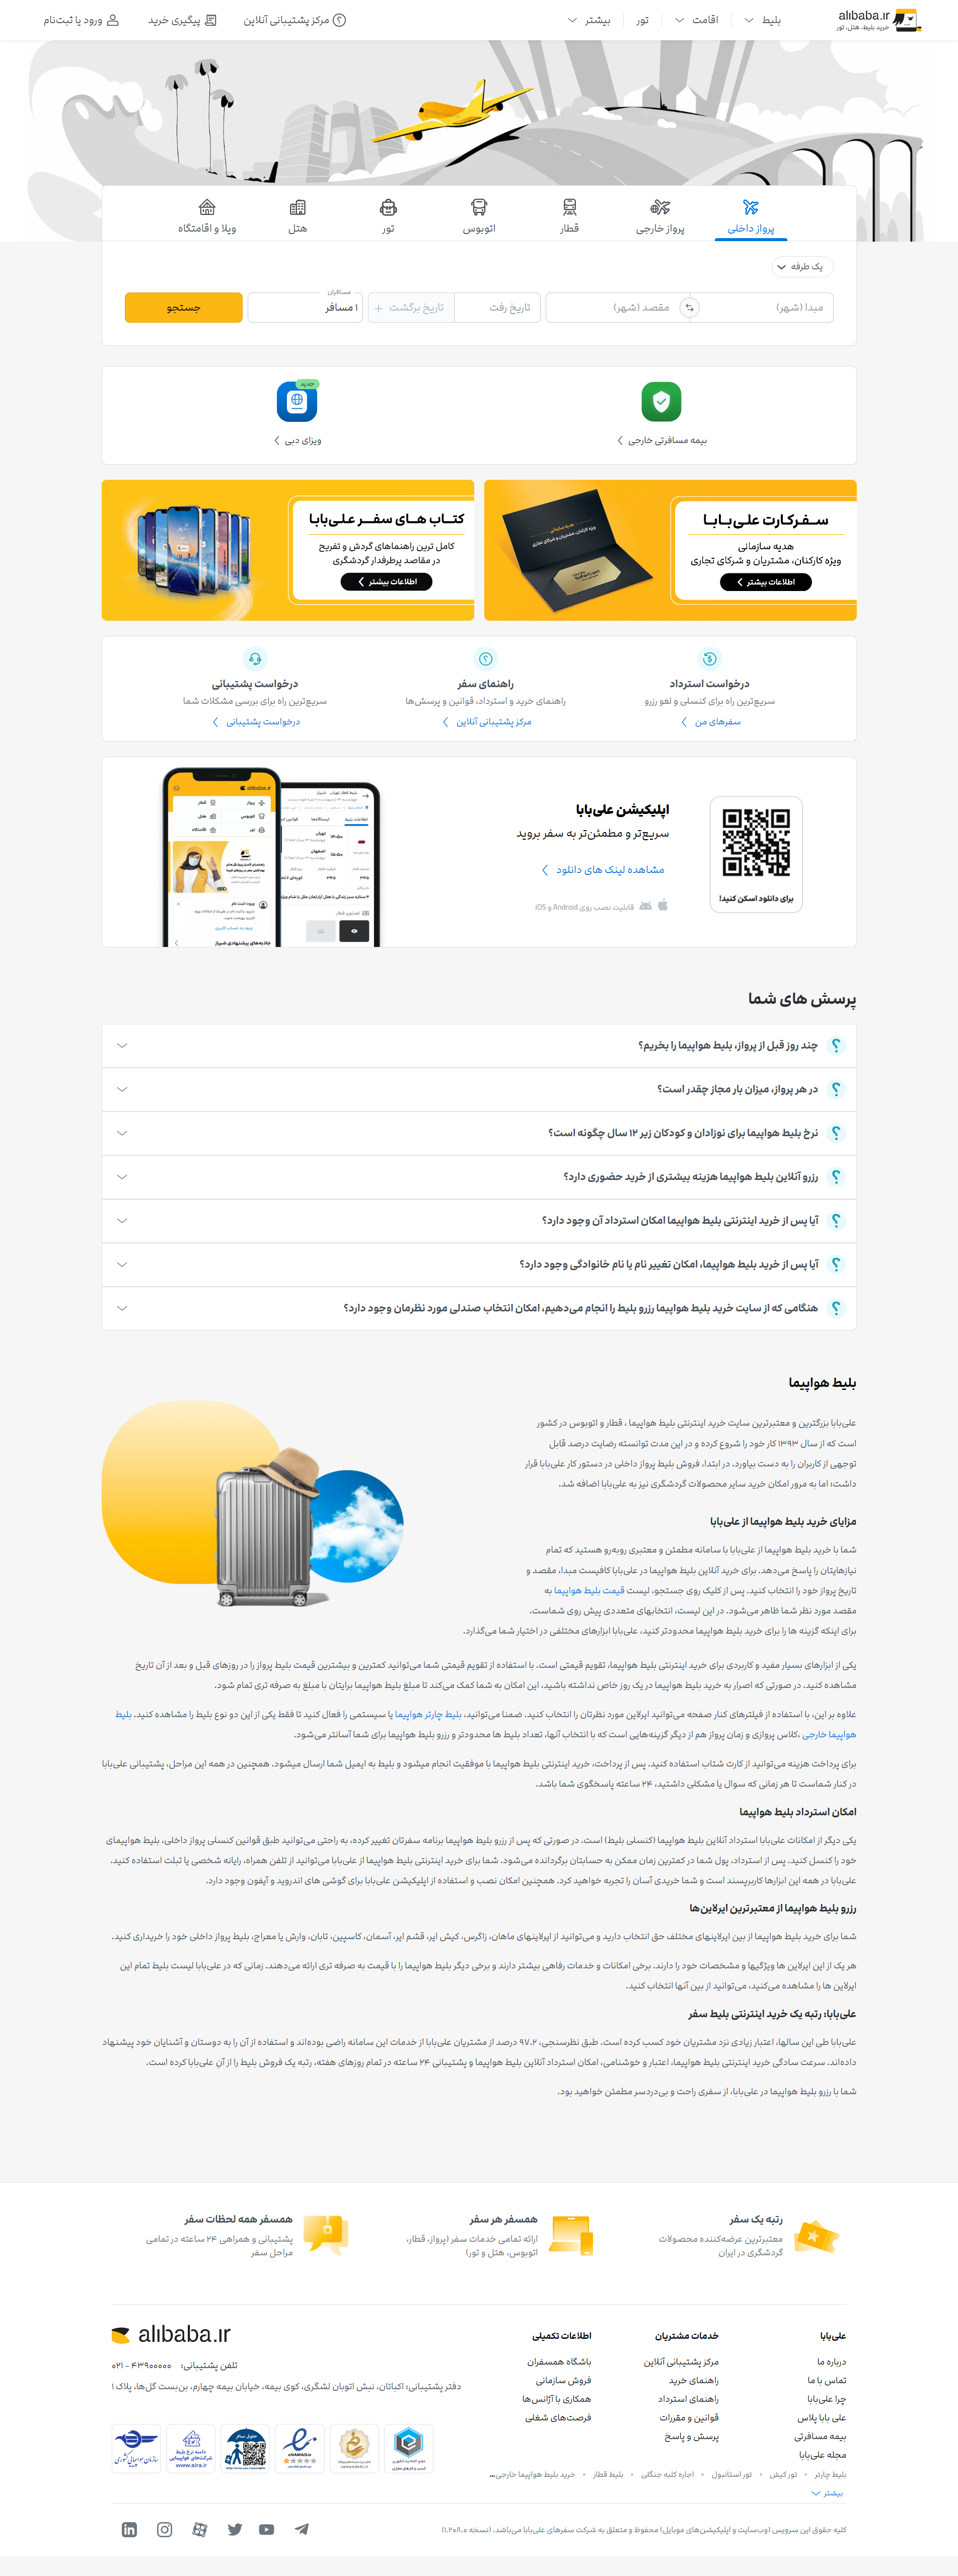 alibaba.ir
خرید بلیط، هتل، تور
بلیط
اقامت
تور
بیشتر
مرکز پشتیبانی آنلاین
پیگیری خرید
ورود یا ثبت‌نام
پرواز داخلی
پرواز خارجی
قطار
اتوبوس
تور
هتل
ویلا و اقامتگاه
یک طرفه
مبدا (شهر)
مقصد (شهر)
تاریخ رفت
تاریخ برگشت
مسافران
۱ مسافر
جستجو
بیمه مسافرتی خارجی
جدید
ویزای دبی
سـفـرکـارت علـی‌بـابـا
هدیه سازمانی
ویژه کارکنان، مشتریان و شرکای تجاری
اطلاعات بیشتر
کتــاب هــای سفــر علی‌بابا
کامل ترین راهنماهای گردش و تفریح
در مقاصد پرطرفدار گردشگری
اطلاعات بیشتر
درخواست استرداد
سریع‌ترین راه برای کنسلی و لغو رزرو
سفرهای من
راهنمای سفر
راهنمای خرید و استرداد، قوانین و پرسش‌ها
مرکز پشتیبانی آنلاین
درخواست پشتیبانی
سریع‌ترین راه برای بررسی مشکلات شما
درخواست پشتیبانی
برای دانلود اسکن کنید!
اپلیکیشن علی‌بابا
سریع‌تر و مطمئن‌تر به سفر بروید
مشاهده لینک های دانلود
قابلیت نصب روی Android و iOS
پرسش های شما
چند روز قبل از پرواز، بلیط هواپیما را بخریم؟
در هر پرواز، میزان بار مجاز چقدر است؟
نرخ بلیط هواپیما برای نوزادان و کودکان زیر ۱۲ سال چگونه است؟
رزرو آنلاین بلیط هواپیما هزینه بیشتری از خرید حضوری دارد؟
آیا پس از خرید اینترنتی بلیط هواپیما امکان استرداد آن وجود دارد؟
آیا پس از خرید بلیط هواپیما، امکان تغییر نام یا نام خانوادگی وجود دارد؟
هنگامی که از سایت خرید بلیط هواپیما رزرو بلیط را انجام می‌دهیم، امکان انتخاب صندلی مورد نظرمان وجود دارد؟
بلیط هواپیما
علی‌بابا بزرگترین و معتبرترین سایت خرید اینترنتی بلیط هواپیما ، قطار و اتوبوس در کشور
است که از سال ۱۳۹۳ کار خود را شروع کرده و در این مدت توانسته رضایت درصد قابل
توجهی از کاربران را به دست بیاورد. در ابتدا، فروش بلیط پرواز داخلی در دستور کار علی‌بابا قرار
داشت؛ اما به مرور امکان خرید سایر محصولات گردشگری نیز به علی‌بابا اضافه شد.
مزایای خرید بلیط هواپیما از علی‌بابا
شما با خرید بلیط هواپیما از علی‌بابا با سامانه مطمئن و معتبری روبه‌رو هستید که تمام
نیازهایتان را پاسخ می‌دهد. برای خرید آنلاین بلیط هواپیما در علی‌بابا کافیست مبدا، مقصد و
تاریخ پرواز خود را انتخاب کنید. پس از کلیک روی جستجو، لیست قیمت بلیط هواپیما به
مقصد مورد نظر شما ظاهر می‌شود. در این لیست، انتخابهای متعددی پیش روی شماست.
برای اینکه گزینه ها را برای خرید بلیط هواپیما محدودتر کنید، علی‌بابا ابزارهای مختلفی در اختیار شما می‌گذارد.
یکی از ابزارهای بسیار مفید و کاربردی برای خرید اینترنتی بلیط هواپیما، تقویم قیمتی است. با استفاده از تقویم قیمتی شما می‌توانید کمترین و بیشترین قیمت بلیط پرواز را در روزهای قبل و بعد از آن تاریخ
مشاهده کنید. در صورتی که اصرار به خرید بلیط هواپیما در یک روز خاص نداشته باشید، این امکان به شما کمک می‌کند تا مبلغ بلیط هواپیما برایتان با مبلغ به صرفه تری تمام شود.
علاوه بر این، با استفاده از فیلترهای کنار صفحه می‌توانید ایرلاین مورد نظرتان را انتخاب کنید. ضمنا می‌توانید، بلیط چارتر هواپیما یا سیستمی را فعال کنید تا فقط یکی از این دو نوع بلیط را مشاهده کنید. بلیط
هواپیما خارجی ،کلاس پروازی و زمان پرواز هم از دیگر گزینه‌هایی است که با انتخاب آنها، تعداد بلیط ها محدودتر و رزرو بلیط هواپیما برای شما آسانتر می‌شود.
برای پرداخت هزینه می‌توانید از کارت شتاب استفاده کنید. پس از پرداخت، خرید اینترنتی بلیط هواپیما با موفقیت انجام میشود و بلیط به ایمیل شما ارسال میشود. همچنین در همه این مراحل، پشتیبانی علی‌بابا
در کنار شماست تا هر زمانی که سوال یا مشکلی داشتید، ۲۴ ساعته پاسخگوی شما باشد.
امکان استرداد بلیط هواپیما
یکی دیگر از امکانات علی‌بابا استرداد آنلاین بلیط هواپیما (کنسلی بلیط) است. در صورتی که پس از رزرو بلیط هواپیما برنامه سفرتان تغییر کرده، به راحتی می‌توانید طبق قوانین کنسلی پرواز داخلی، بلیط هواپیمای
خود را کنسل کنید. پس از استرداد، پول شما در کمترین زمان ممکن به حسابتان برگردانده می‌شود. شما برای خرید اینترنتی بلیط هواپیما از علی‌بابا می‌توانید از تلفن همراه، رایانه شخصی یا تبلت استفاده کنید.
علی‌بابا در همه این ابزارها کاربرپسند است و شما خریدی آسان را تجربه خواهید کرد. همچنین امکان نصب و استفاده از اپلیکیشن علی‌بابا برای گوشی های اندروید و آیفون وجود دارد.
رزرو بلیط هواپیما از معتبرترین ایرلاین‌ها
شما برای خرید بلیط هواپیما از بین ایرلاینهای مختلف حق انتخاب دارید و می‌توانید از ایرلاینهای ماهان، زاگرس، کیش ایر، قشم ایر، آسمان، کاسپین، تابان، وارش یا معراج، بلیط پرواز داخلی خود را خریداری کنید.
هر یک از این ایرلاین ها ویژگیها و مشخصات خود را دارند. برخی امکانات و خدمات رفاهی بیشتر دارند و برخی دیگر بلیط هواپیما را با قیمت به صرفه تری ارائه می‌دهند. زمانی که در علی‌بابا لیست بلیط تمام این
ایرلاین ها را مشاهده می‌کنید، می‌توانید از بین آنها انتخاب کنید.
علی‌بابا: رتبه یک خرید اینترنتی بلیط سفر
علی‌بابا طی این سالها، اعتبار زیادی نزد مشتریان خود کسب کرده است. طبق نظرسنجی، ۹۷.۲ درصد از مشتریان علی‌بابا از خدمات این سامانه راضی بوده‌اند و استفاده از آن را به دوستان و آشنایان خود پیشنهاد
داده‌اند. سرعت سادگی خرید اینترنتی بلیط هواپیما، اعتبار و خوشنامی، امکان استرداد آنلاین بلیط هواپیما و پشتیبانی ۲۴ ساعته در تمام روزهای هفته، رتبه یک فروش بلیط را از آنِ علی‌بابا کرده است.
شما با رزرو بلیط هواپیما در علی‌بابا، از سفری راحت و بی‌دردسر مطمئن خواهید بود.
رتبه یک سفر
معتبرترین عرضه‌کننده محصولات
گردشگری در ایران
همسفر هر سفر
ارائه تمامی خدمات سفر (پرواز، قطار،
اتوبوس، هتل و تور)
همسفر همه لحظات سفر
پشتیبانی و همراهی ۲۴ ساعته در تمامی
مراحل سفر
علی‌بابا
درباره ما
تماس با ما
چرا علی‌بابا
علی بابا پلاس
بیمه مسافرتی
مجله علی‌بابا
خدمات مشتریان
مرکز پشتیبانی آنلاین
راهنمای خرید
راهنمای استرداد
قوانین و مقررات
پرسش و پاسخ
اطلاعات تکمیلی
باشگاه همسفران
فروش سازمانی
همکاری با آژانس‌ها
فرصت‌های شغلی
alibaba.ir
تلفن پشتیبانی: ۴۳۹۰۰۰۰۰ - ۰۲۱
دفتر پشتیبانی: اکباتان، نبش اتوبان لشگری، کوی بیمه، خیابان بیمه چهارم، بن‌بست گل‌ها، پلاک ۱
بلیط چارتر
تور کیش
تور استانبول
اجاره کلبه جنگلی
بلیط قطار
خرید بلیط هواپیما خارجی...
بیشتر
کلیه حقوق این سرویس (وب‌سایت و اپلیکیشن‌های موبایل) محفوظ و متعلق به شرکت سفرهای علی‌بابا می‌باشد. (نسخه ۱.۲۰۸.۰)